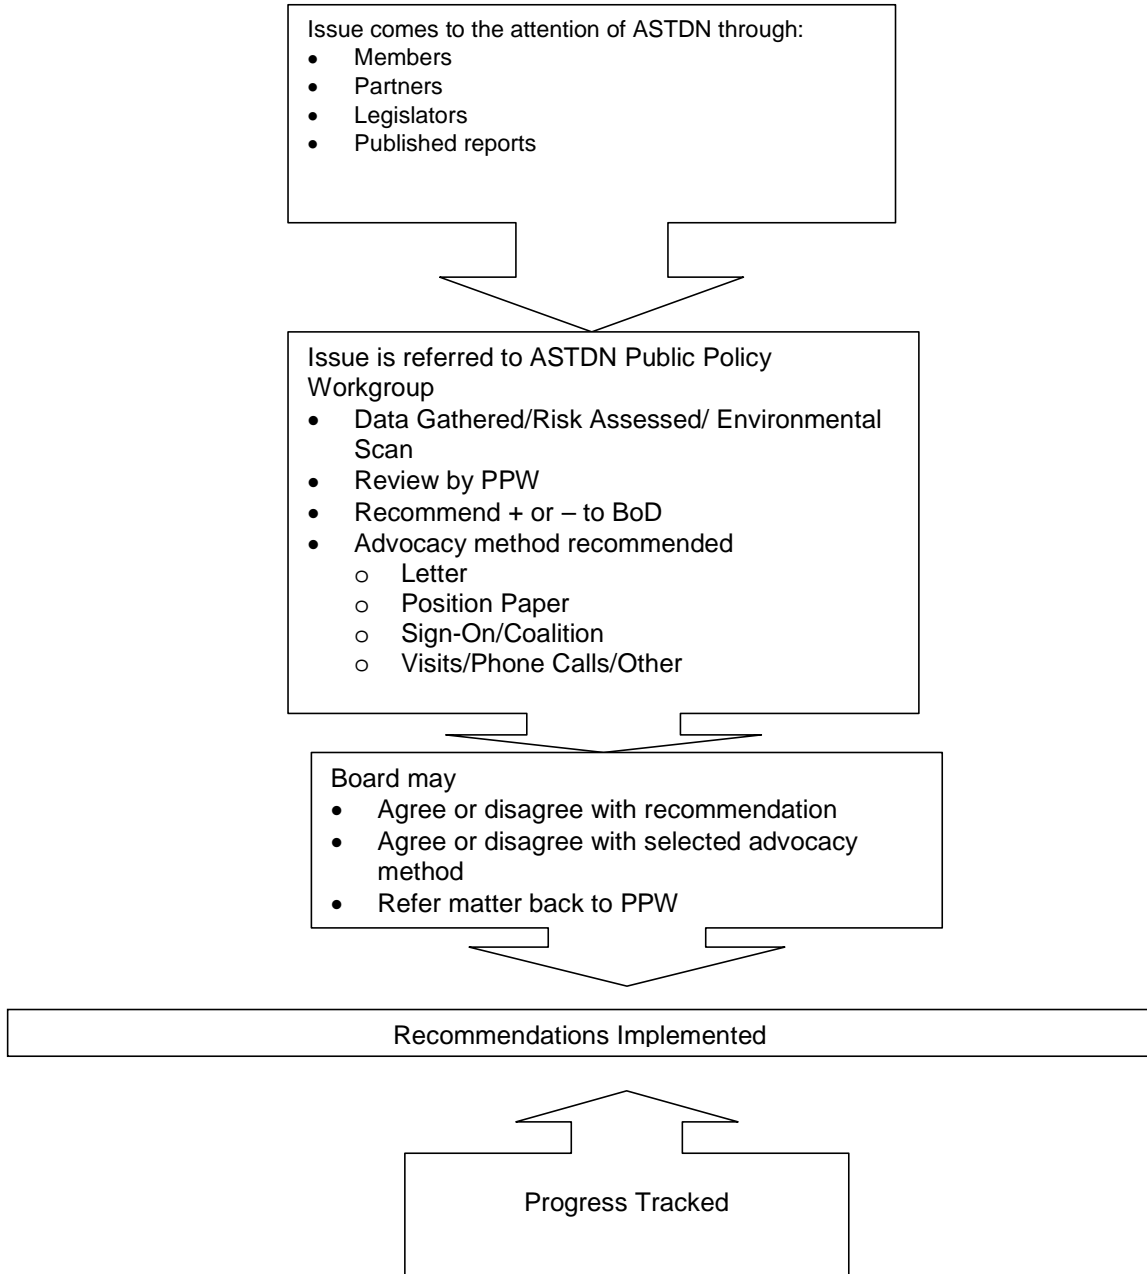 Issue comes to the attention of ASTDN through:
• Members
• Partners
• Legislators
• Published reports
Issue is referred to ASTDN Public Policy
Workgroup
• Data Gathered/Risk Assessed/ Environmental
Scan
• Review by PPW
• Recommend + or – to BoD
• Advocacy method recommended
o Letter
o Position Paper
o Sign-On/Coalition
o Visits/Phone Calls/Other
Board may
• Agree or disagree with recommendation
• Agree or disagree with selected advocacy
method
• Refer matter back to PPW
Recommendations Implemented
Progress Tracked